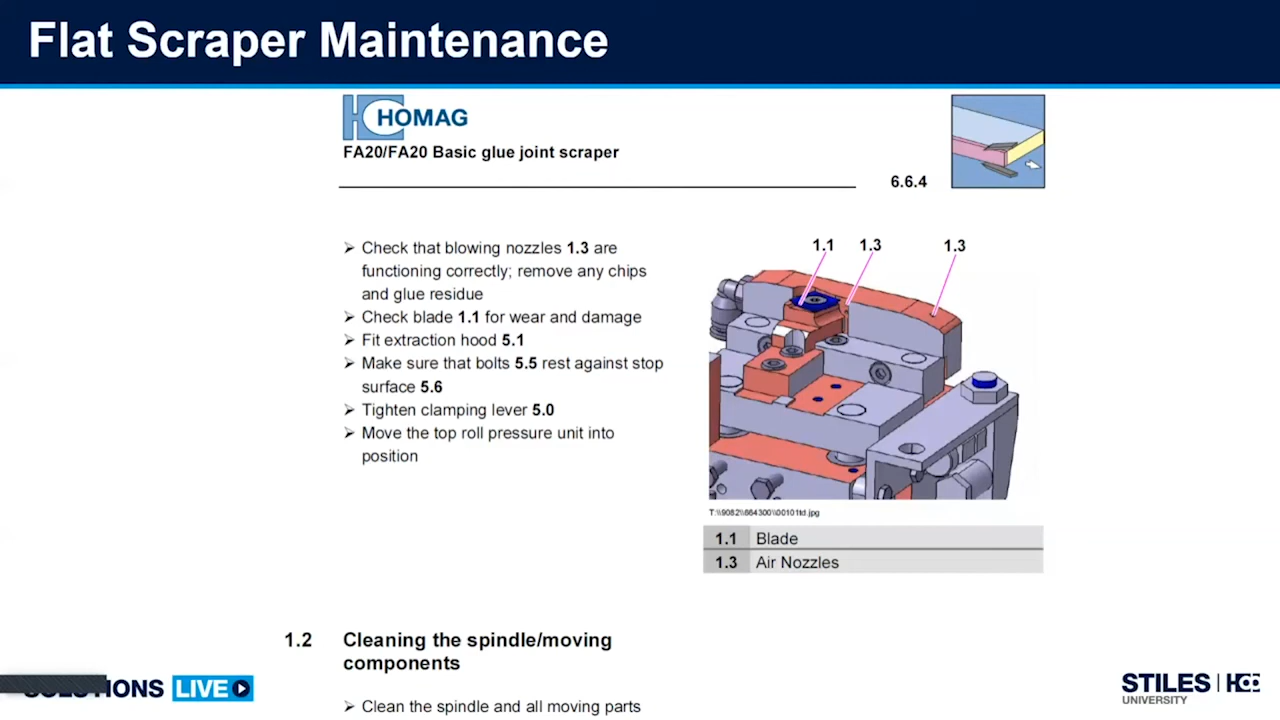 Flat Scraper Maintenance
HOMAG
FA20/FA20 Basic glue joint scraper
6.6.4
➢ Check that blowing nozzles 1.3 are
functioning correctly; remove any chips
and glue residue
➢ Check blade 1.1 for wear and damage
➢ Fit extraction hood 5.1
➢ Make sure that bolts 5.5 rest against stop
surface 5.6
➢ Tighten clamping lever 5.0
➢ Move the top roll pressure unit into
position
1.1 1.3 1.3
1.1 Blade
1.3 Air Nozzles
1.2 Cleaning the spindle/moving
components
➢ Clean the spindle and all moving parts
LIVE
STILES
UNIVERSITY